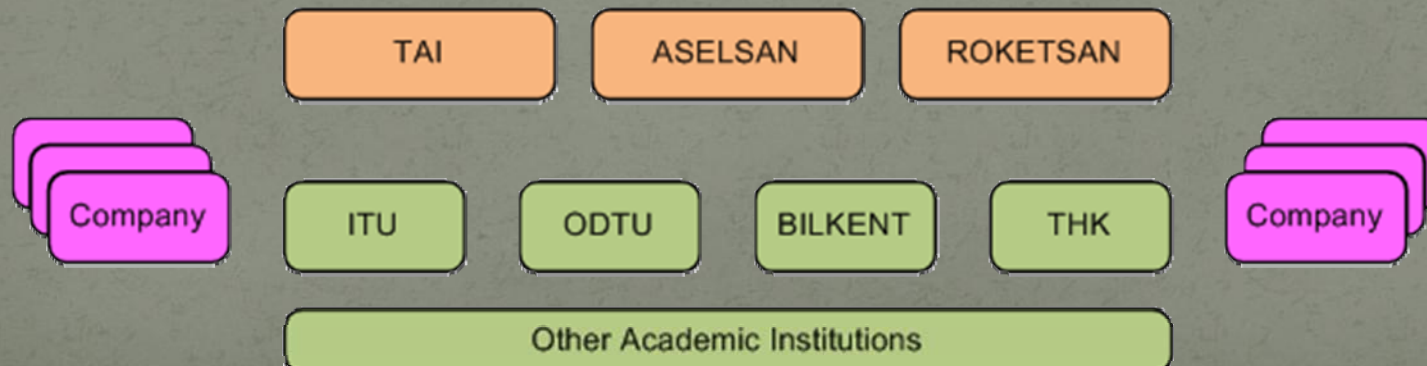 TAI
ASELSAN
ROKETSAN
Company
ITU
ODTU
BILKENT
THK
Company
Other Academic Institutions